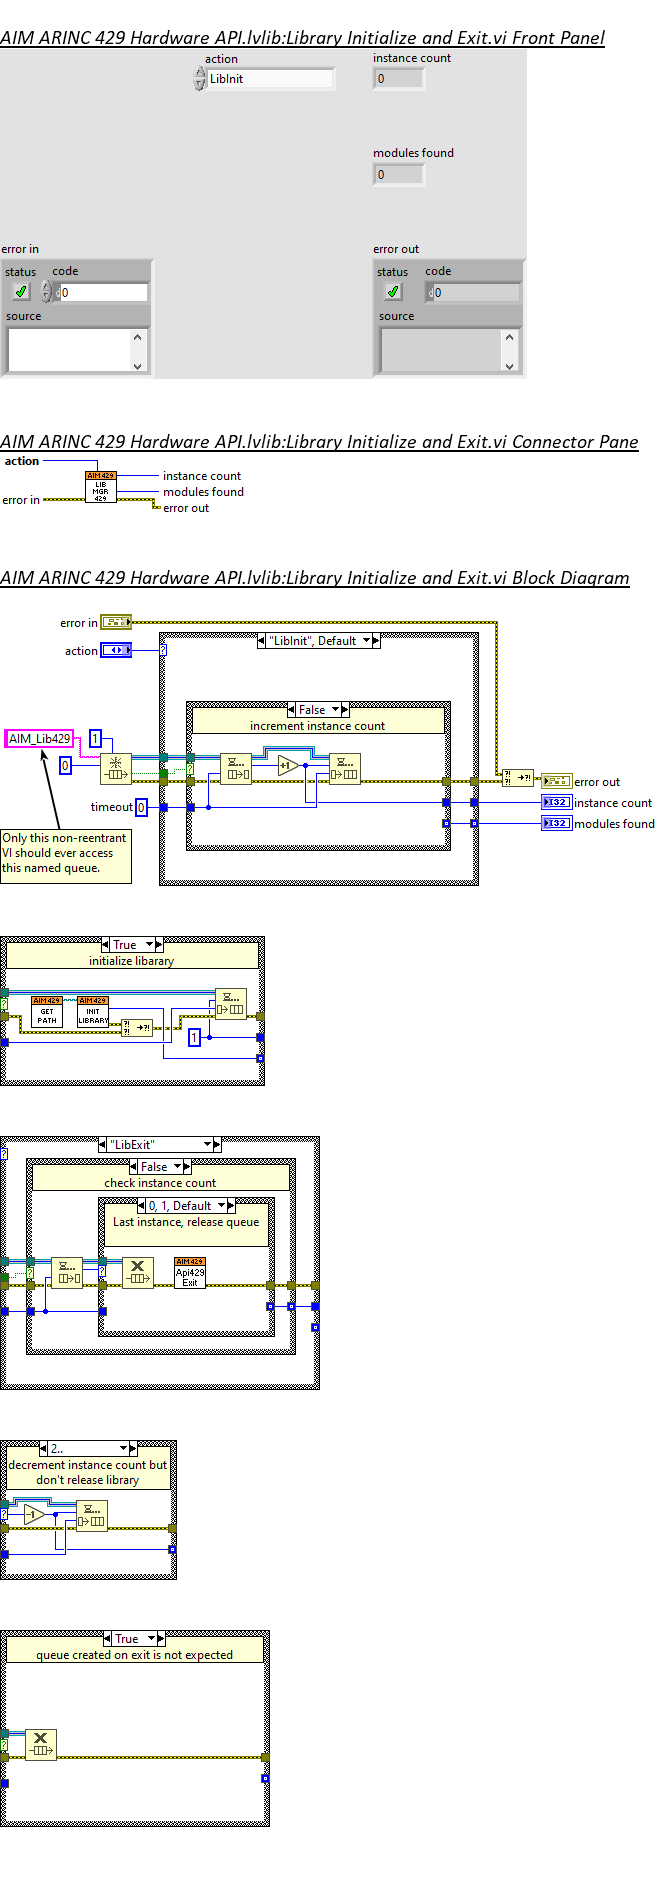 AIM ARINC 429 Hardware API.lvlib:Library Initialize and Exit.vi Front Panel
action
instance count
LibInit
0
modules found
0
error in
error out
status code
status code
d0
d0
source
source
AIM ARINC 429 Hardware API.lvlib:Library Initialize and Exit.vi Connector Pane
action
AIM429
LIB
MGR
429
instance count
modules found
error in
error out
AIM ARINC 429 Hardware API.lvlib:Library Initialize and Exit.vi Block Diagram
error in
action
"LibInit", Default
False
increment instance count
AIM_Lib429
1
0
+1
timeout 0
?! ?! →?!
error out
I32 instance count
I32 modules found
Only this non-reentrant
VI should ever access
this named queue.
True
initialize libarary
AIM429
GET
PATH
AIM429
INIT
LIBRARY
?! ?! →?!
1
"LibExit"
False
check instance count
0, 1, Default
Last instance, release queue
AIM429
Api429
Exit
2..
decrement instance count but
don't release library
-1
True
queue created on exit is not expected